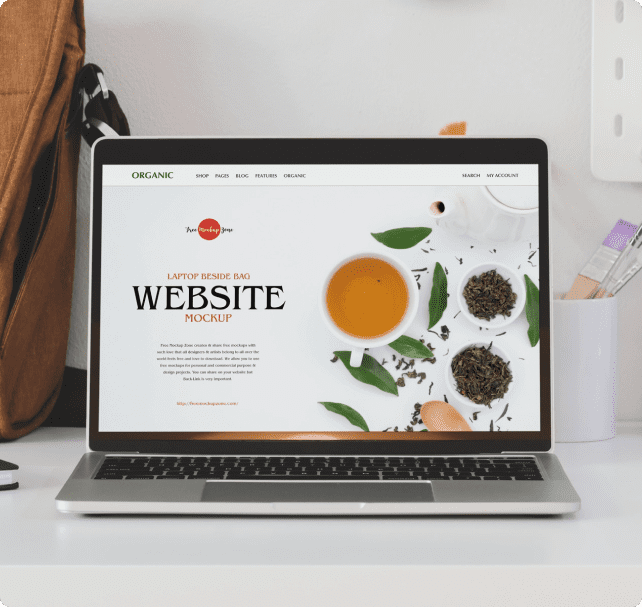 ORGANIC SHOP PAGES BLOG FEATURES ORGANIC SEARCH MY ACCOUNT
Free Mockup Zone
LAPTOP BESIDE BAG
WEBSITE
MOCKUP
Free Mockup Zone creates & share free mockups with
such love that all designers & artists belong to all over the
world feels free and love to download. We allow you to use
free mockups for personal and commercial purpose &
design projects. You can share on your website but
Back-Link is very important.
http://freemockupzone.com/